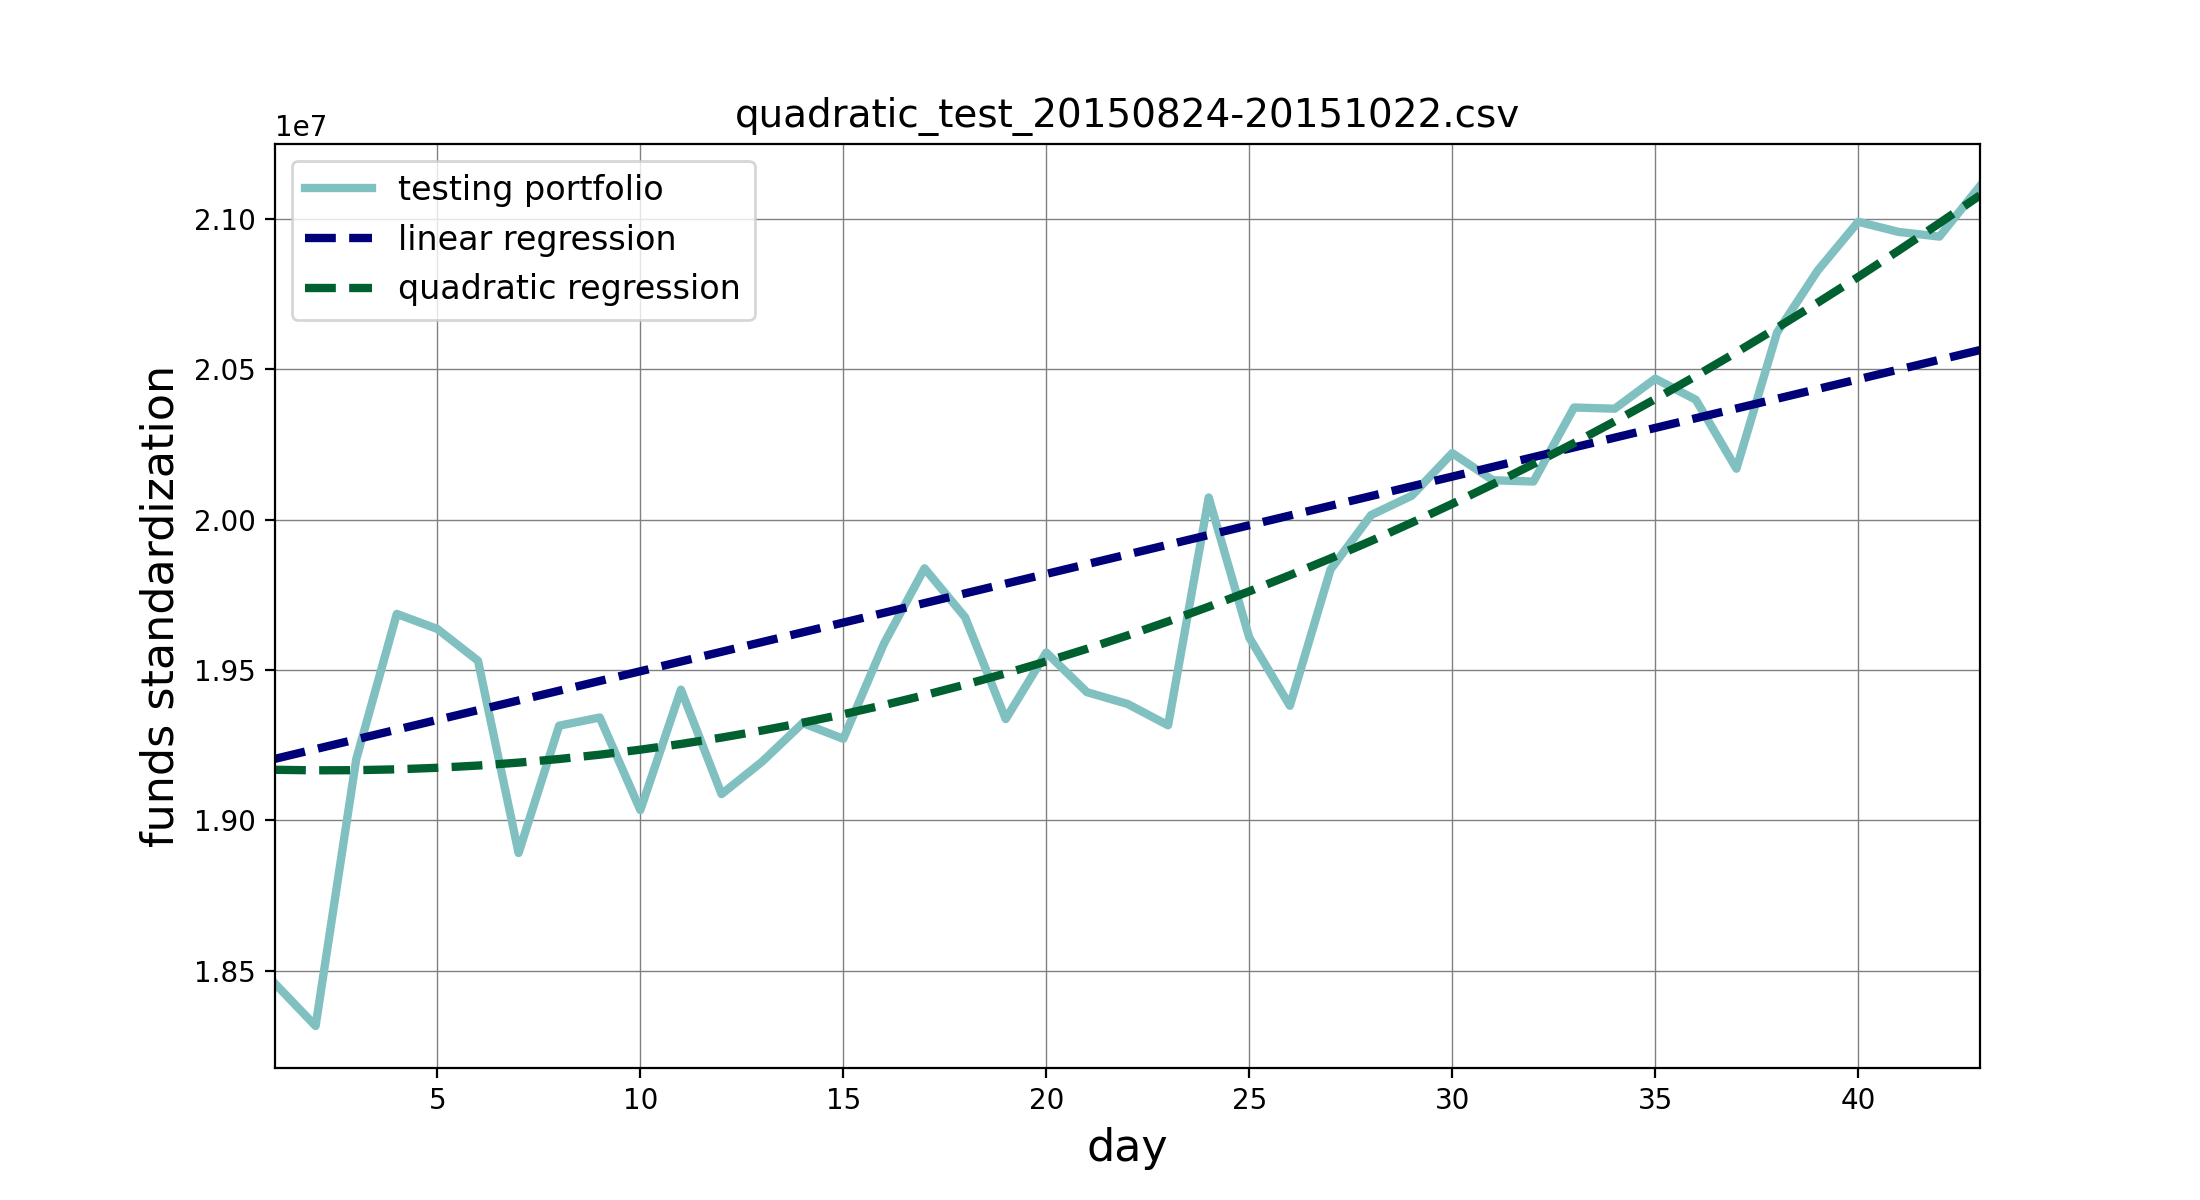 quadratic_test_20150824-20151022.csv
1e7
testing portfolio
linear regression
quadratic regression
2.10
2.05
2.00
1.95
1.90
1.85
funds standardization
5 10 15 20 25 30 35 40
day